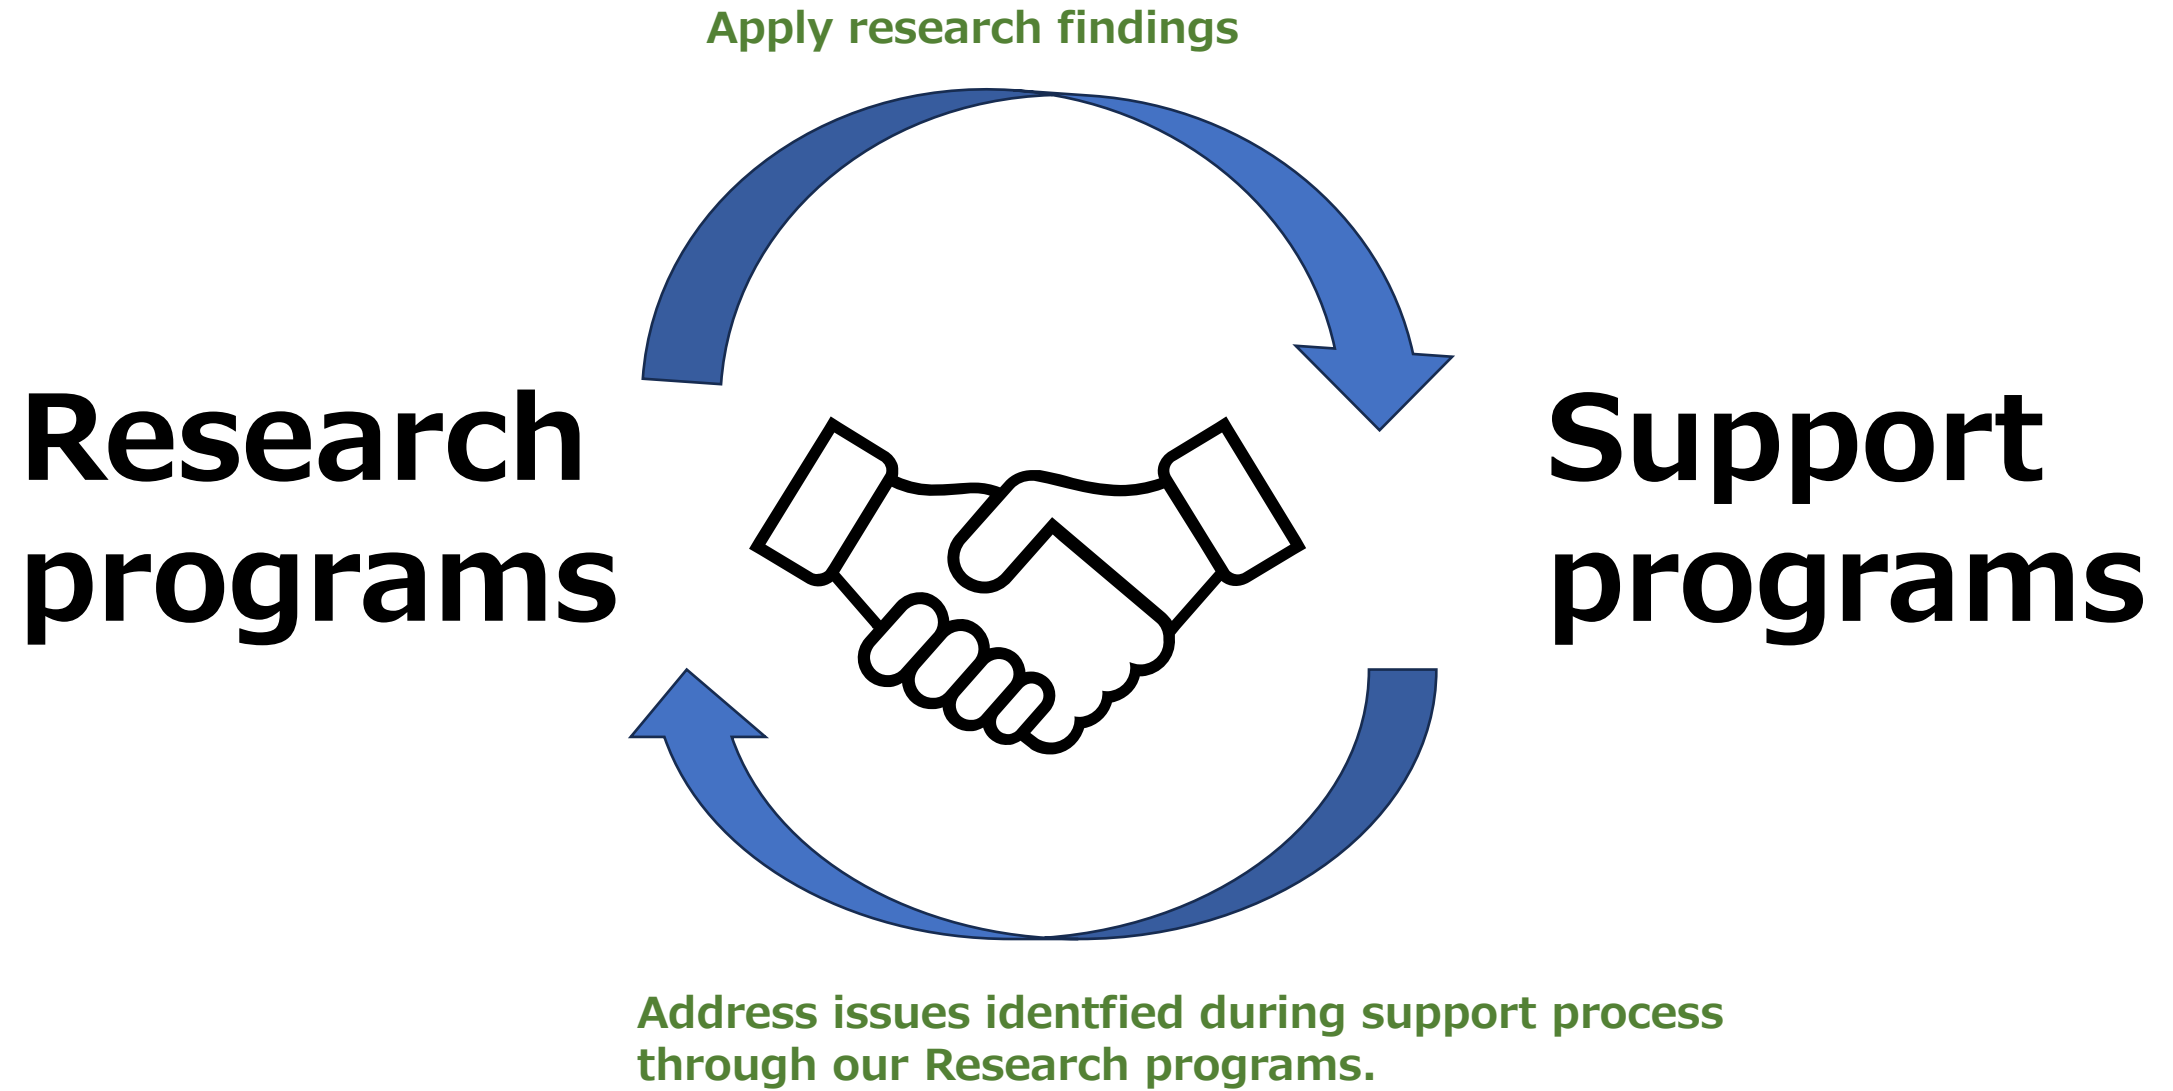 Apply research findings
Research
programs
Support
programs
Address issues identfied during support process
through our Research programs.